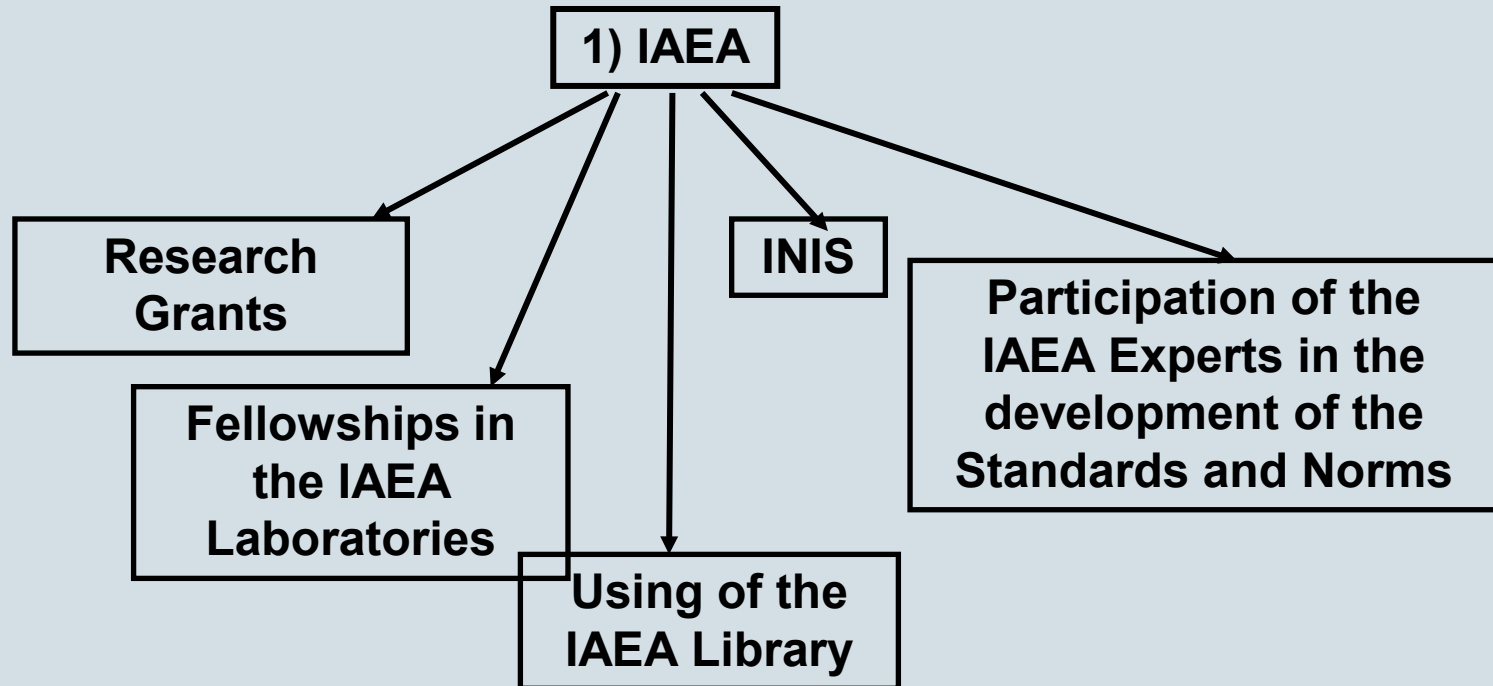 1) IAEA
Research
Grants
INIS
Participation of the
IAEA Experts in the
development of the
Standards and Norms
Fellowships in
the IAEA
Laboratories
Using of the
IAEA Library